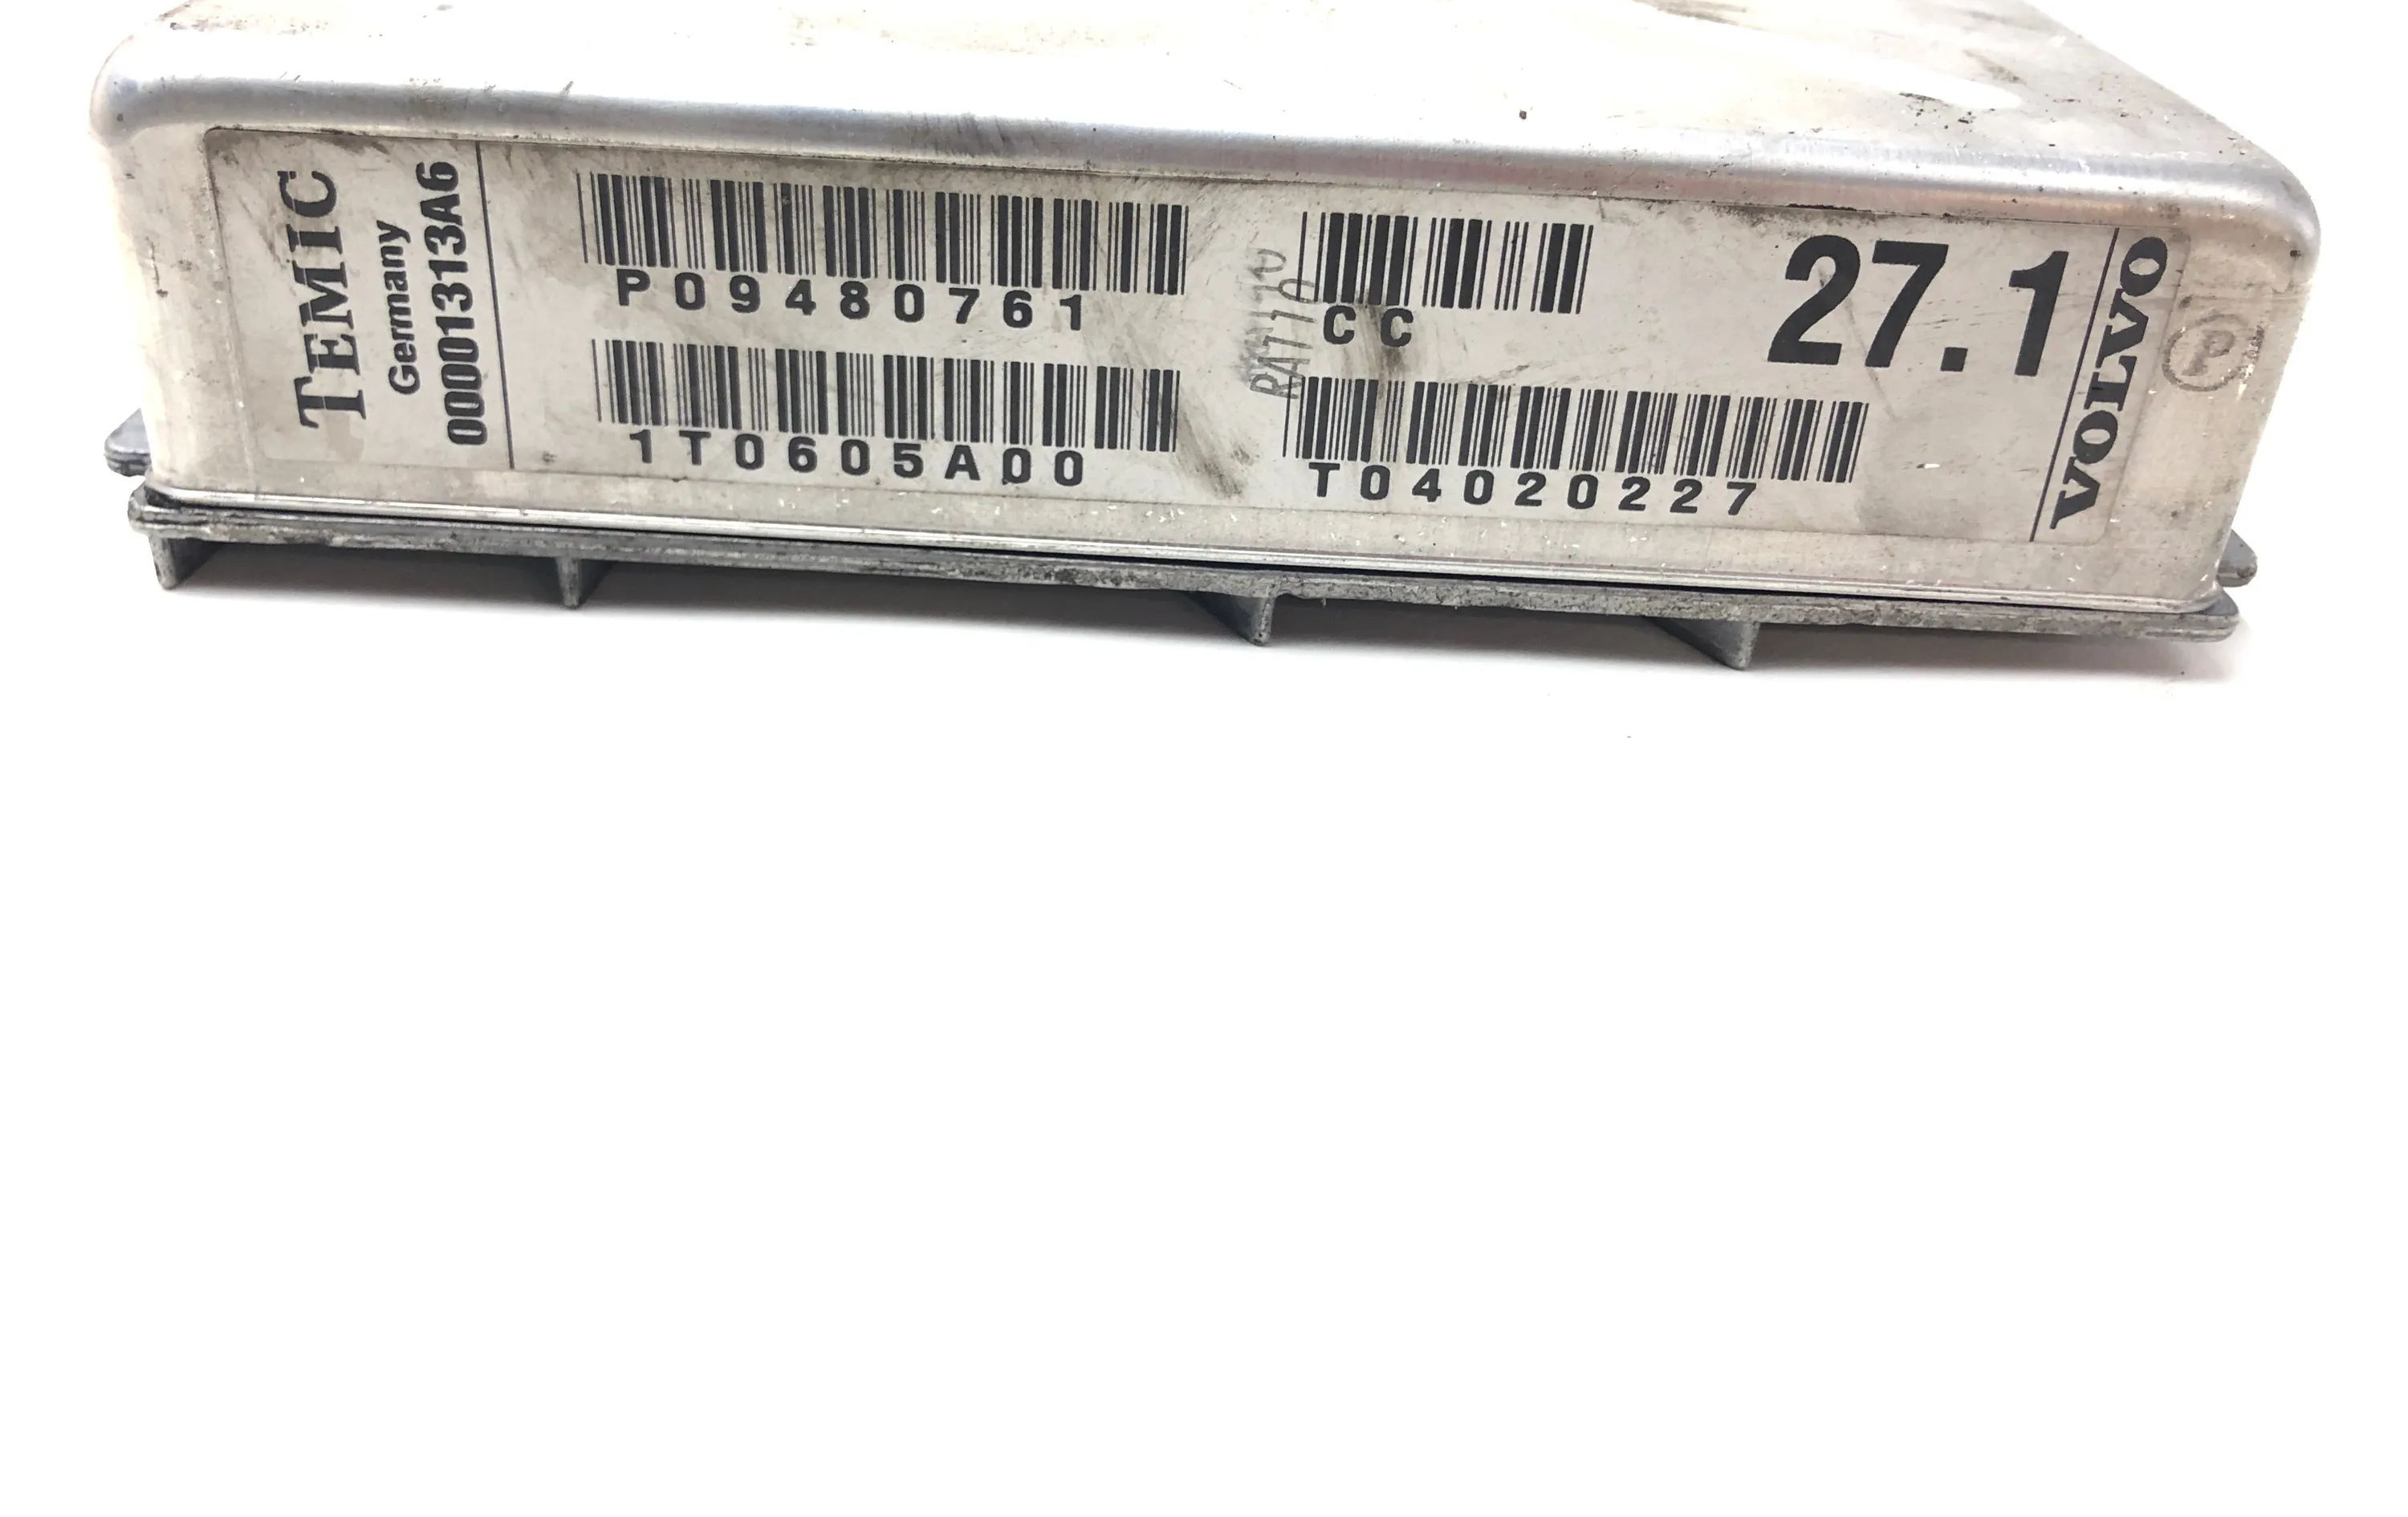 TEMIC
Germany
00001313A6
P09480761
1T0605A00
CC
T04020227
27.1
VOLVO